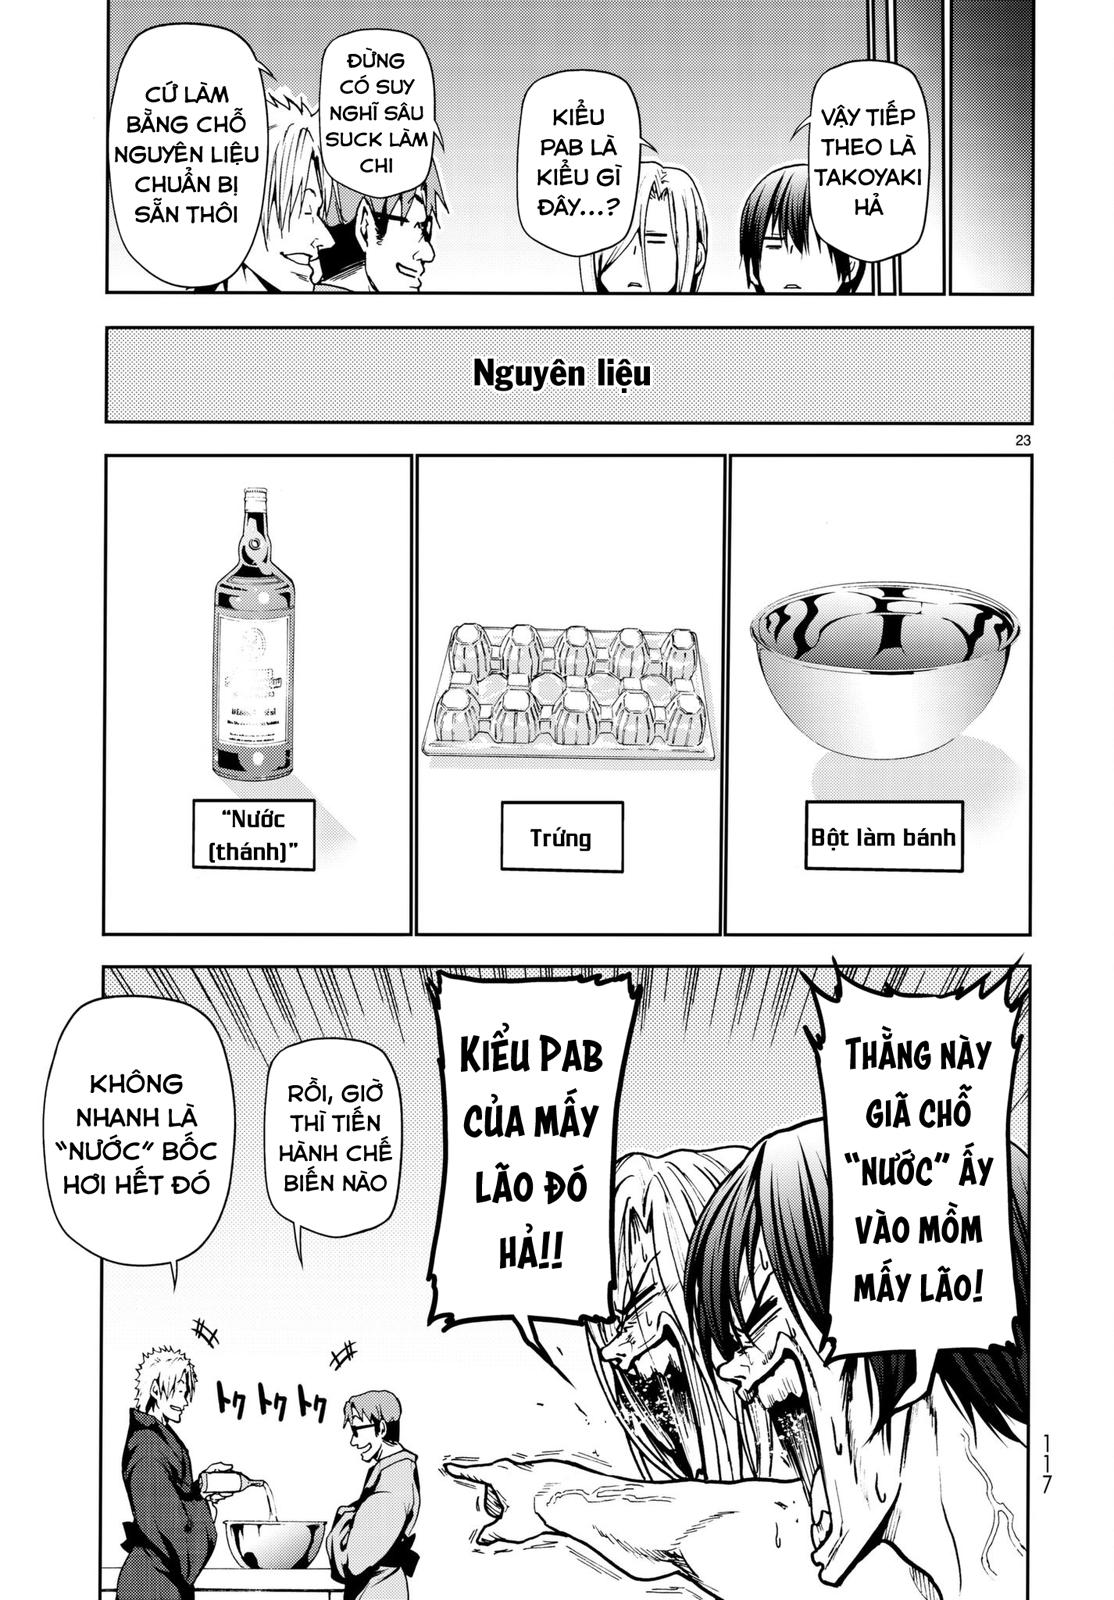 VẬY TIẾP
THEO LÀ
TAKOYAKI
HẢ
KIỂU
PAB LÀ
KIỂU GÌ
ĐÂY...?
ĐỪNG
CÓ SUY
NGHĨ SÂU
SUCK LÀM
CHI
CỨ LÀM
BẰNG CHỖ
NGUYÊN LIỆU
CHUẨN BỊ
SẴN THÔI
Nguyên liệu
23
Bột làm bánh
Trứng
“Nước
(thánh)”
THẰNG NÀY
GIÃ CHỖ
“NƯỚC” ẤY
VÀO MỒM
MẤY LÃO!
KIỂU PAB
CỦA MẤY
LÃO ĐÓ
HẢ!!
RỒI, GIỜ
THÌ TIẾN
HÀNH CHẾ
BIẾN NÀO
KHÔNG
NHANH LÀ
“NƯỚC” BỐC
HƠI HẾT ĐÓ
トクトクトク
117